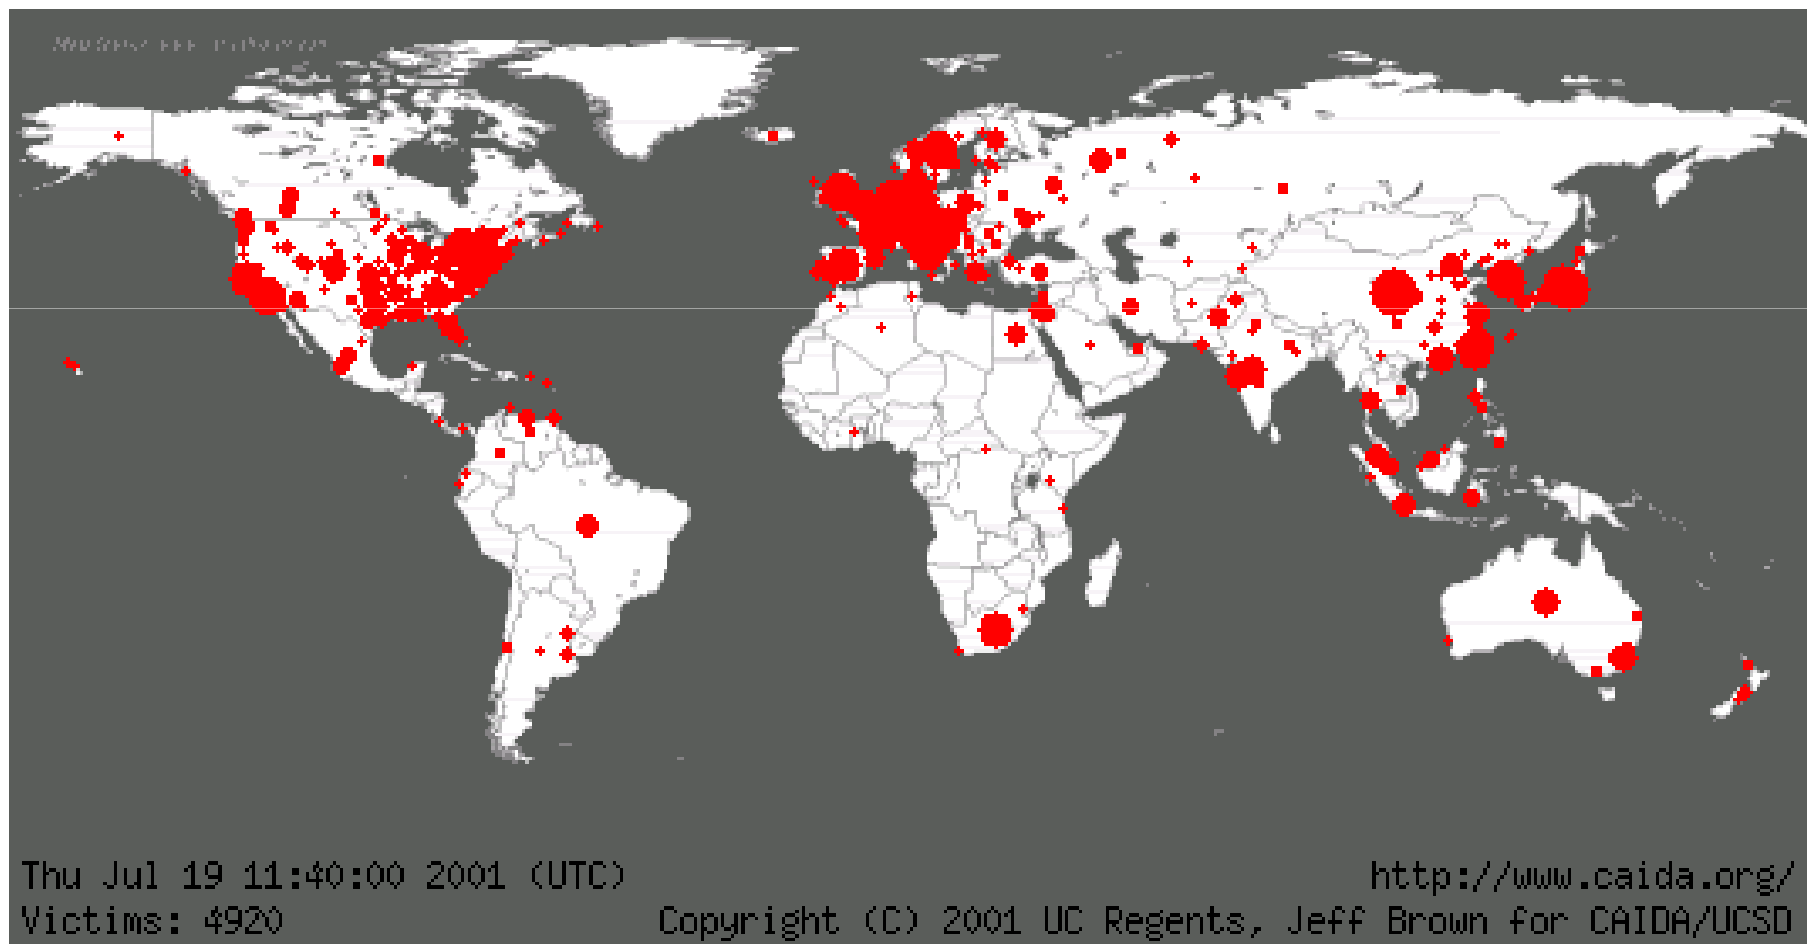 Thu Jul 19 11:40:00 2001 (UTC)
http://www.caida.org/
Victims: 4920
Copyright (C) 2001 UC Regents, Jeff Brown for CAIDA/UCSD